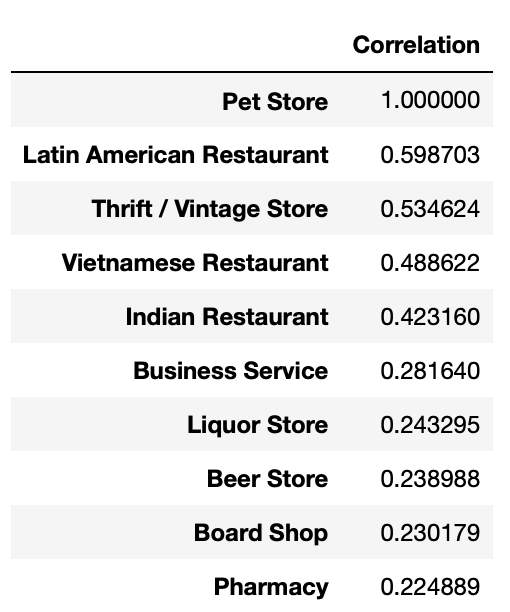 Correlation
Pet Store 1.000000
Latin American Restaurant 0.598703
Thrift / Vintage Store 0.534624
Vietnamese Restaurant 0.488622
Indian Restaurant 0.423160
Business Service 0.281640
Liquor Store 0.243295
Beer Store 0.238988
Board Shop 0.230179
Pharmacy 0.224889